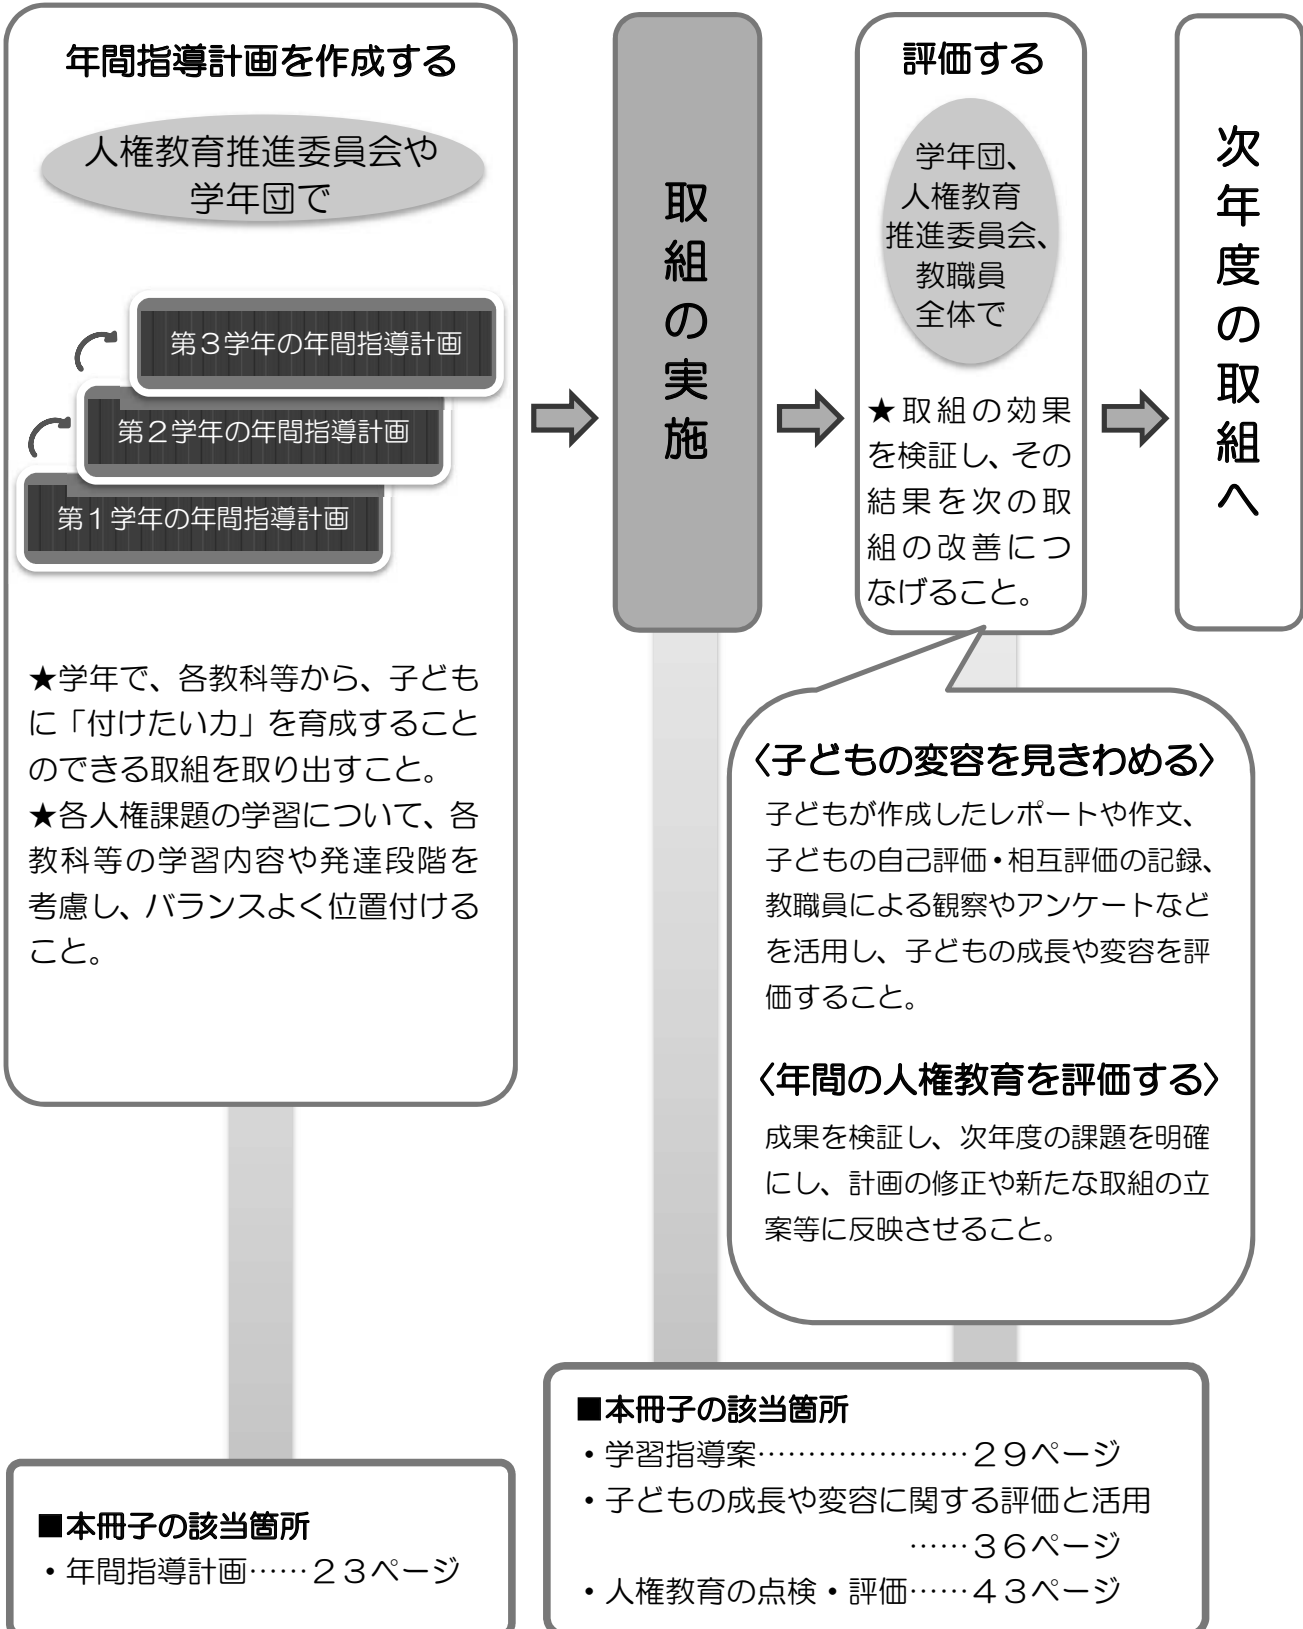 年間指導計画を作成する
人権教育推進委員会や
学年団で
第３学年の年間指導計画
第２学年の年間指導計画
第１学年の年間指導計画
★学年で、各教科等から、子ども
に「付けたい力」を育成すること
のできる取組を取り出すこと。
★各人権課題の学習について、各
教科等の学習内容や発達段階を
考慮し、バランスよく位置付ける
こと。
取組の実施
評価する
学年団、
人権教育
推進委員会、
教職員
全体で
★取組の効果
を検証し、その
結果を次の取
組の改善につ
なげること。
次年度の取組へ
〈子どもの変容を見きわめる〉
子どもが作成したレポートや作文、
子どもの自己評価・相互評価の記録、
教職員による観察やアンケートなど
を活用し、子どもの成長や変容を評
価すること。
〈年間の人権教育を評価する〉
成果を検証し、次年度の課題を明確
にし、計画の修正や新たな取組の立
案等に反映させること。
■本冊子の該当箇所
・年間指導計画……２３ページ
■本冊子の該当箇所
・学習指導案…………………２９ページ
・子どもの成長や変容に関する評価と活用
……３６ページ
・人権教育の点検・評価……４３ページ